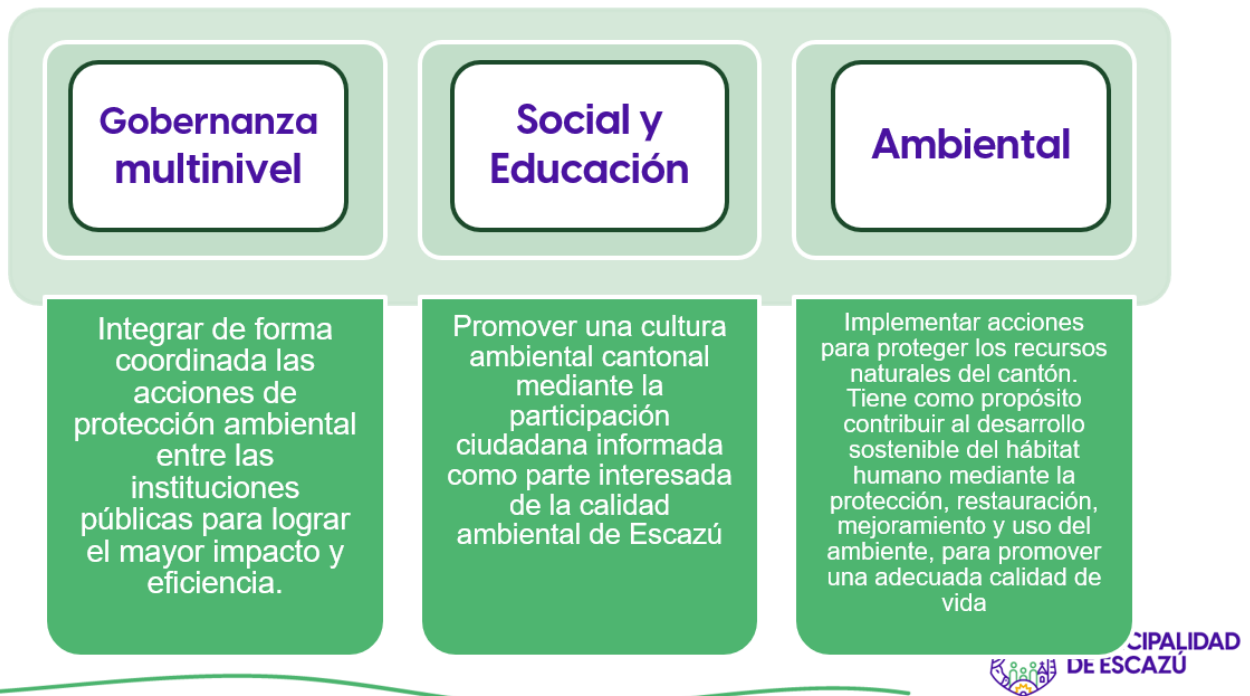 Gobernanza
multinivel
Social y
Educación
Ambiental
Integrar de forma
coordinada las
acciones de
protección ambiental
entre las
instituciones
públicas para lograr
el mayor impacto y
eficiencia.
Promover una cultura
ambiental cantonal
mediante la
participación
ciudadana informada
como parte interesada
de la calidad
ambiental de Escazú
Implementar acciones
para proteger los recursos
naturales del cantón.
Tiene como propósito
contribuir al desarrollo
sostenible del hábitat
humano mediante la
protección, restauración,
mejoramiento y uso del
ambiente, para promover
una adecuada calidad de
vida
CIPALIDAD
DE ESCAZÚ